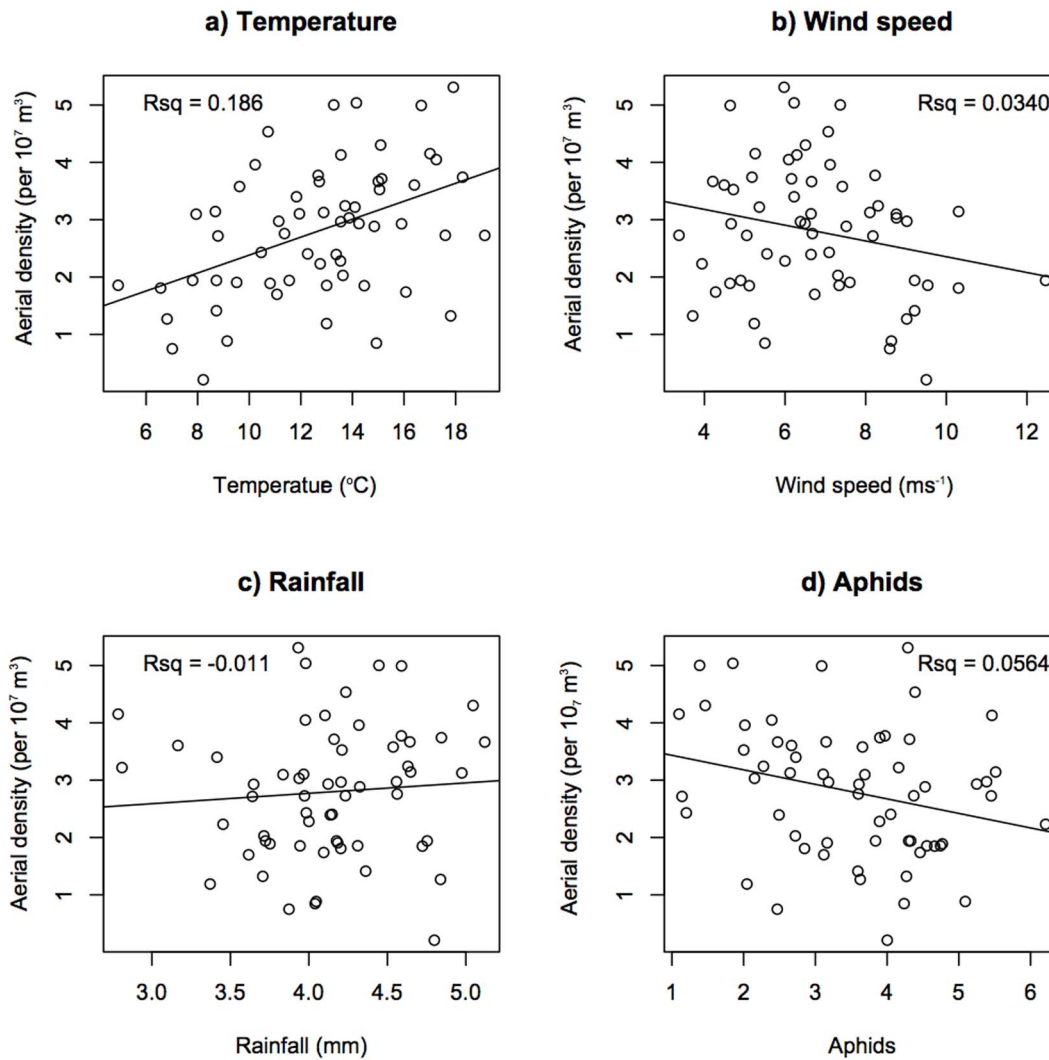 a) Temperature
Rsq = 0.186
Aerial density (per 10⁷ m³)
5
4
3
2
1
6 8 10 12 14 16 18
Temperatue (°C)
b) Wind speed
Rsq = 0.0340
Aerial density (per 10⁷ m³)
5
4
3
2
1
4 6 8 10 12
Wind speed (ms⁻¹)
c) Rainfall
Rsq = -0.011
Aerial density (per 10⁷ m³)
5
4
3
2
1
3.0 3.5 4.0 4.5 5.0
Rainfall (mm)
d) Aphids
Rsq = 0.0564
Aerial density (per 10₇ m³)
5
4
3
2
1
1 2 3 4 5 6
Aphids